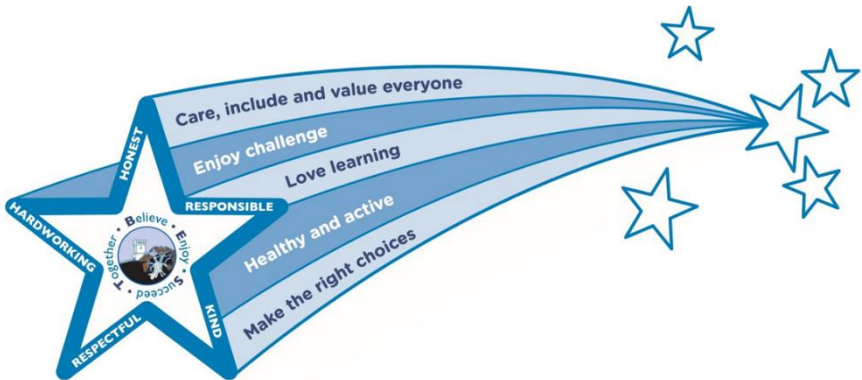 Care, include and value everyone
Enjoy challenge
Love learning
Healthy and active
Make the right choices
HONEST
RESPONSIBLE
KIND
RESPECTFUL
HARDWORKING
Believe · Enjoy · Succeed · Together ·